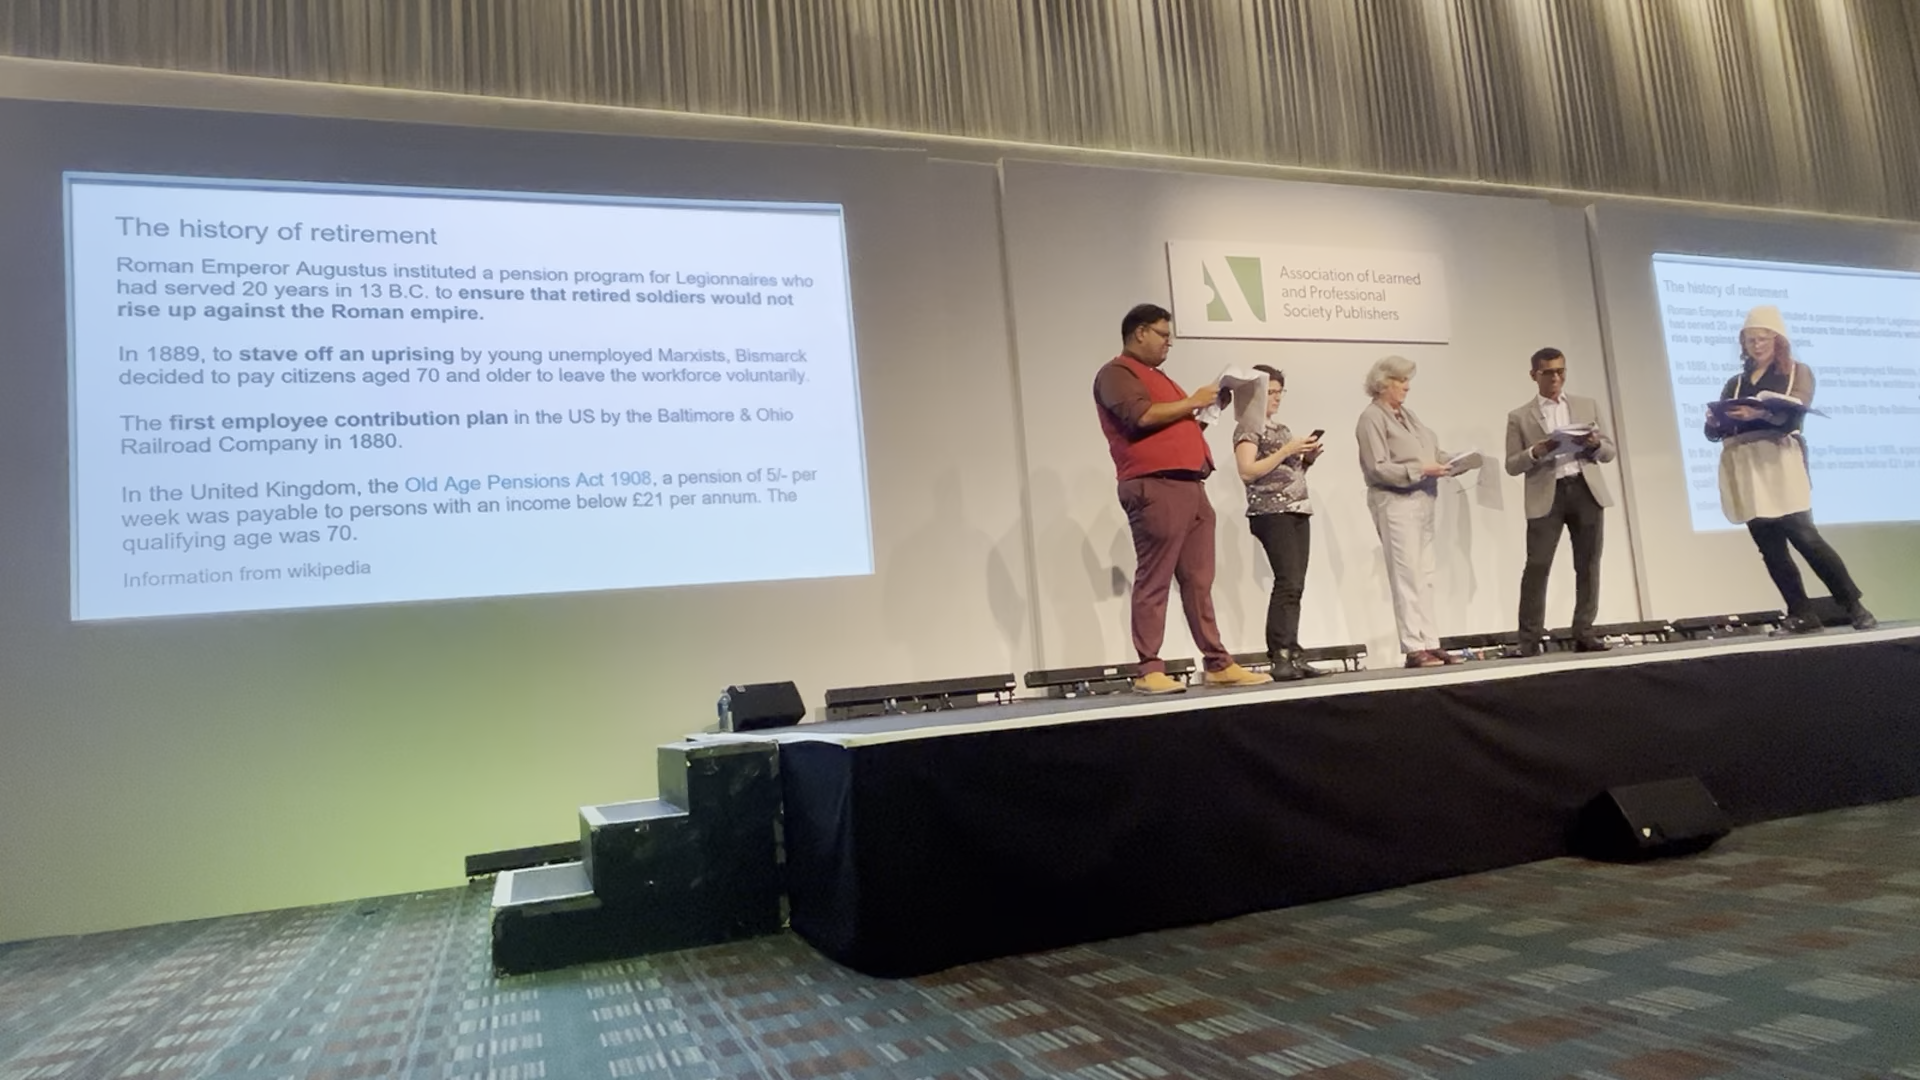 The history of retirement
Roman Emperor Augustus instituted a pension program for Legionnaires who
had served 20 years in 13 B.C. to ensure that retired soldiers would not
rise up against the Roman empire.
In 1889, to stave off an uprising by young unemployed Marxists, Bismarck
decided to pay citizens aged 70 and older to leave the workforce voluntarily.
The first employee contribution plan in the US by the Baltimore & Ohio
Railroad Company in 1880.
In the United Kingdom, the Old Age Pensions Act 1908, a pension of 5/- per
week was payable to persons with an income below £21 per annum. The
qualifying age was 70.
Information from wikipedia
Association of Learned
and Professional
Society Publishers
The history of retirement